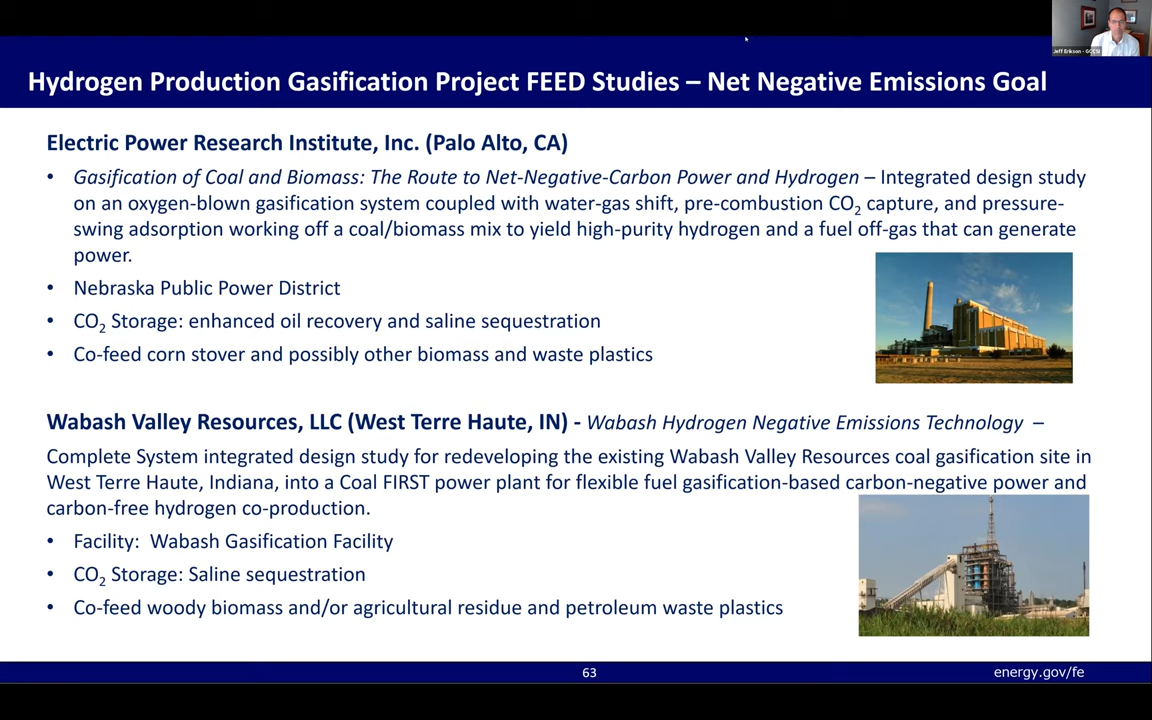 Jeff Erikson - GCCSI
Hydrogen Production Gasification Project FEED Studies – Net Negative Emissions Goal
Electric Power Research Institute, Inc. (Palo Alto, CA)
• Gasification of Coal and Biomass: The Route to Net-Negative-Carbon Power and Hydrogen – Integrated design study
on an oxygen-blown gasification system coupled with water-gas shift, pre-combustion CO₂ capture, and pressure-
swing adsorption working off a coal/biomass mix to yield high-purity hydrogen and a fuel off-gas that can generate
power.
• Nebraska Public Power District
• CO₂ Storage: enhanced oil recovery and saline sequestration
• Co-feed corn stover and possibly other biomass and waste plastics
Wabash Valley Resources, LLC (West Terre Haute, IN) - Wabash Hydrogen Negative Emissions Technology –
Complete System integrated design study for redeveloping the existing Wabash Valley Resources coal gasification site in
West Terre Haute, Indiana, into a Coal FIRST power plant for flexible fuel gasification-based carbon-negative power and
carbon-free hydrogen co-production.
• Facility: Wabash Gasification Facility
• CO₂ Storage: Saline sequestration
• Co-feed woody biomass and/or agricultural residue and petroleum waste plastics
63
energy.gov/fe